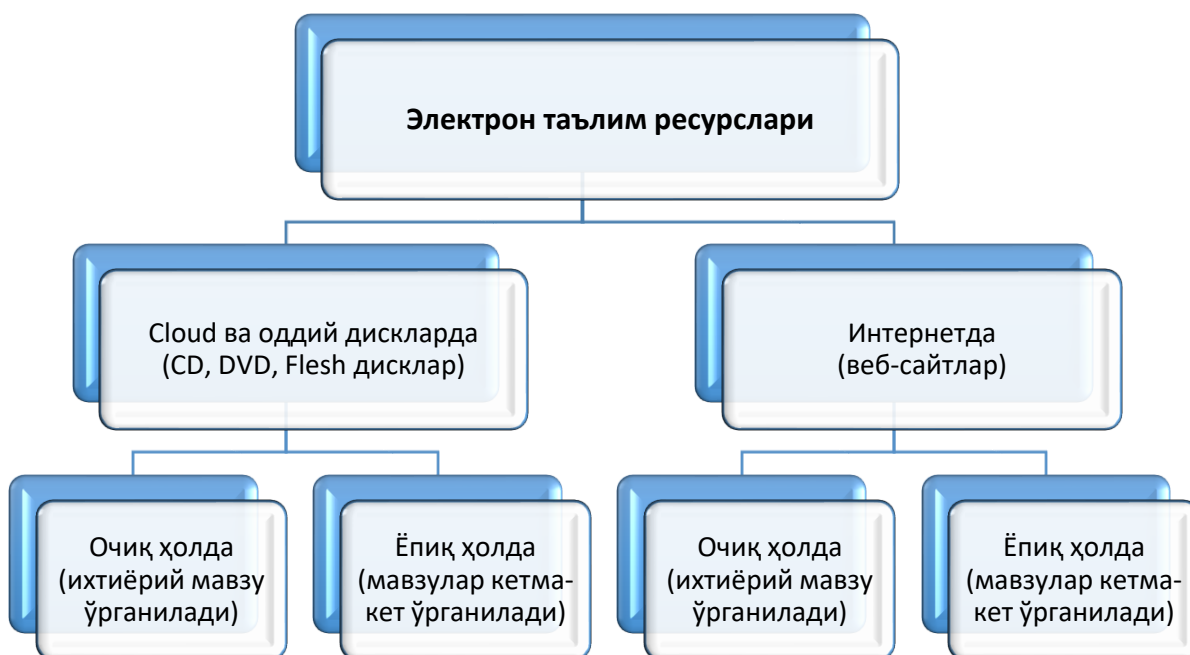 Электрон таълим ресурслари
Cloud ва оддий дискларда
(CD, DVD, Flesh дисклар)
Интернетда
(веб-сайтлар)
Очиқ ҳолда
(ихтиёрий мавзу
ўрганилади)
Ёпиқ ҳолда
(мавзулар кетма-
кет ўрганилади)
Очиқ ҳолда
(ихтиёрий мавзу
ўрганилади)
Ёпиқ ҳолда
(мавзулар кетма-
кет ўрганилади)